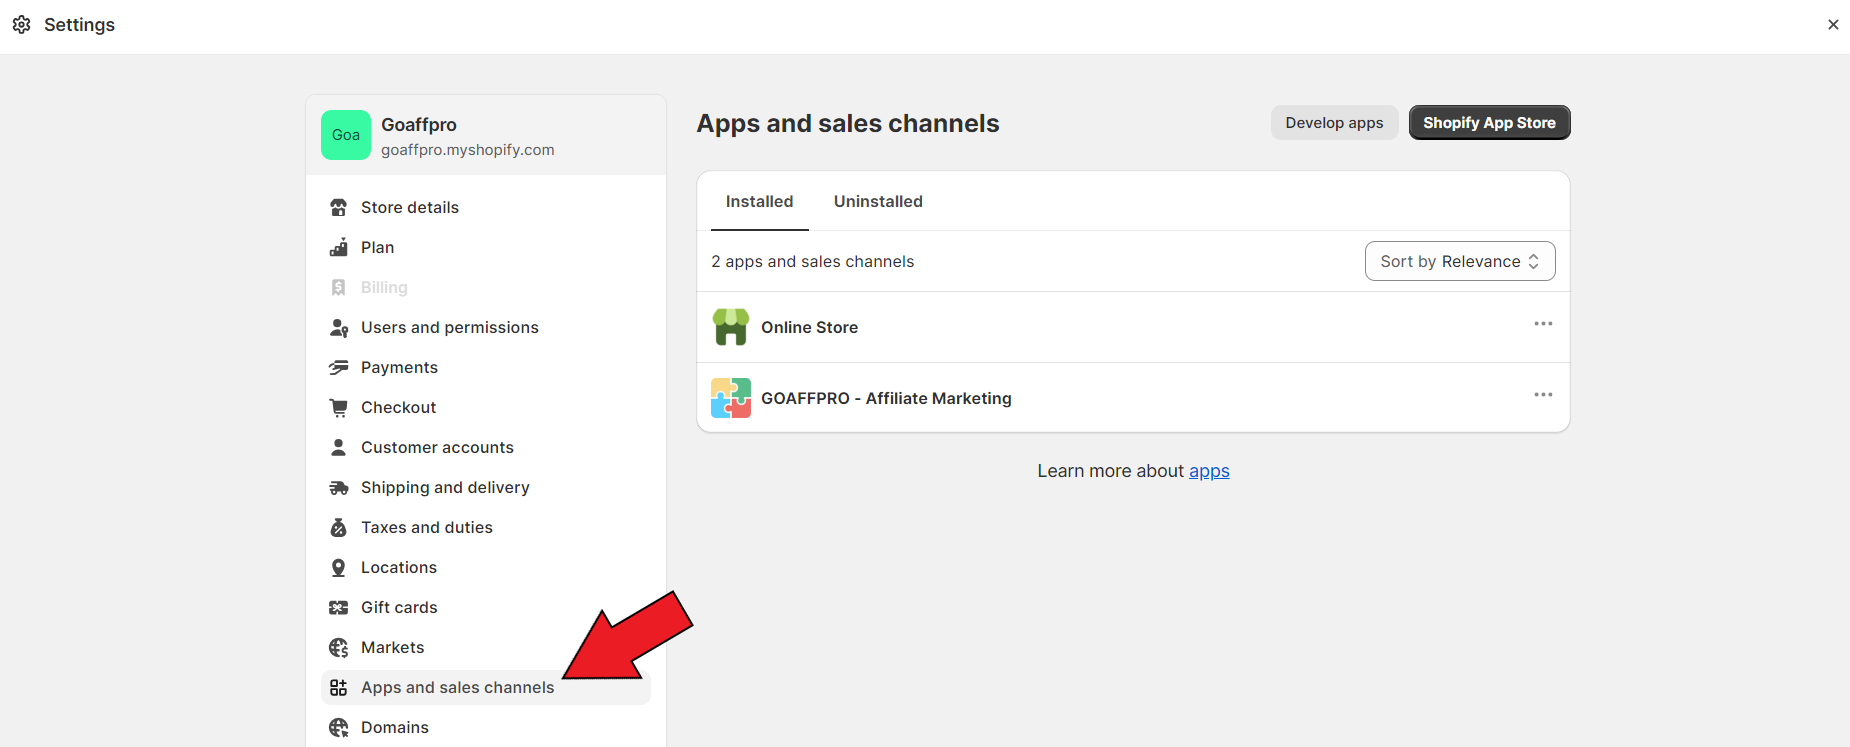 Settings
Goa
Goaffpro
goaffpro.myshopify.com
Store details
Plan
Billing
Users and permissions
Payments
Checkout
Customer accounts
Shipping and delivery
Taxes and duties
Locations
Gift cards
Markets
Apps and sales channels
Domains
Apps and sales channels
Develop apps
Shopify App Store
Installed
Uninstalled
2 apps and sales channels
Sort by Relevance
Online Store
GOAFFPRO - Affiliate Marketing
Learn more about apps